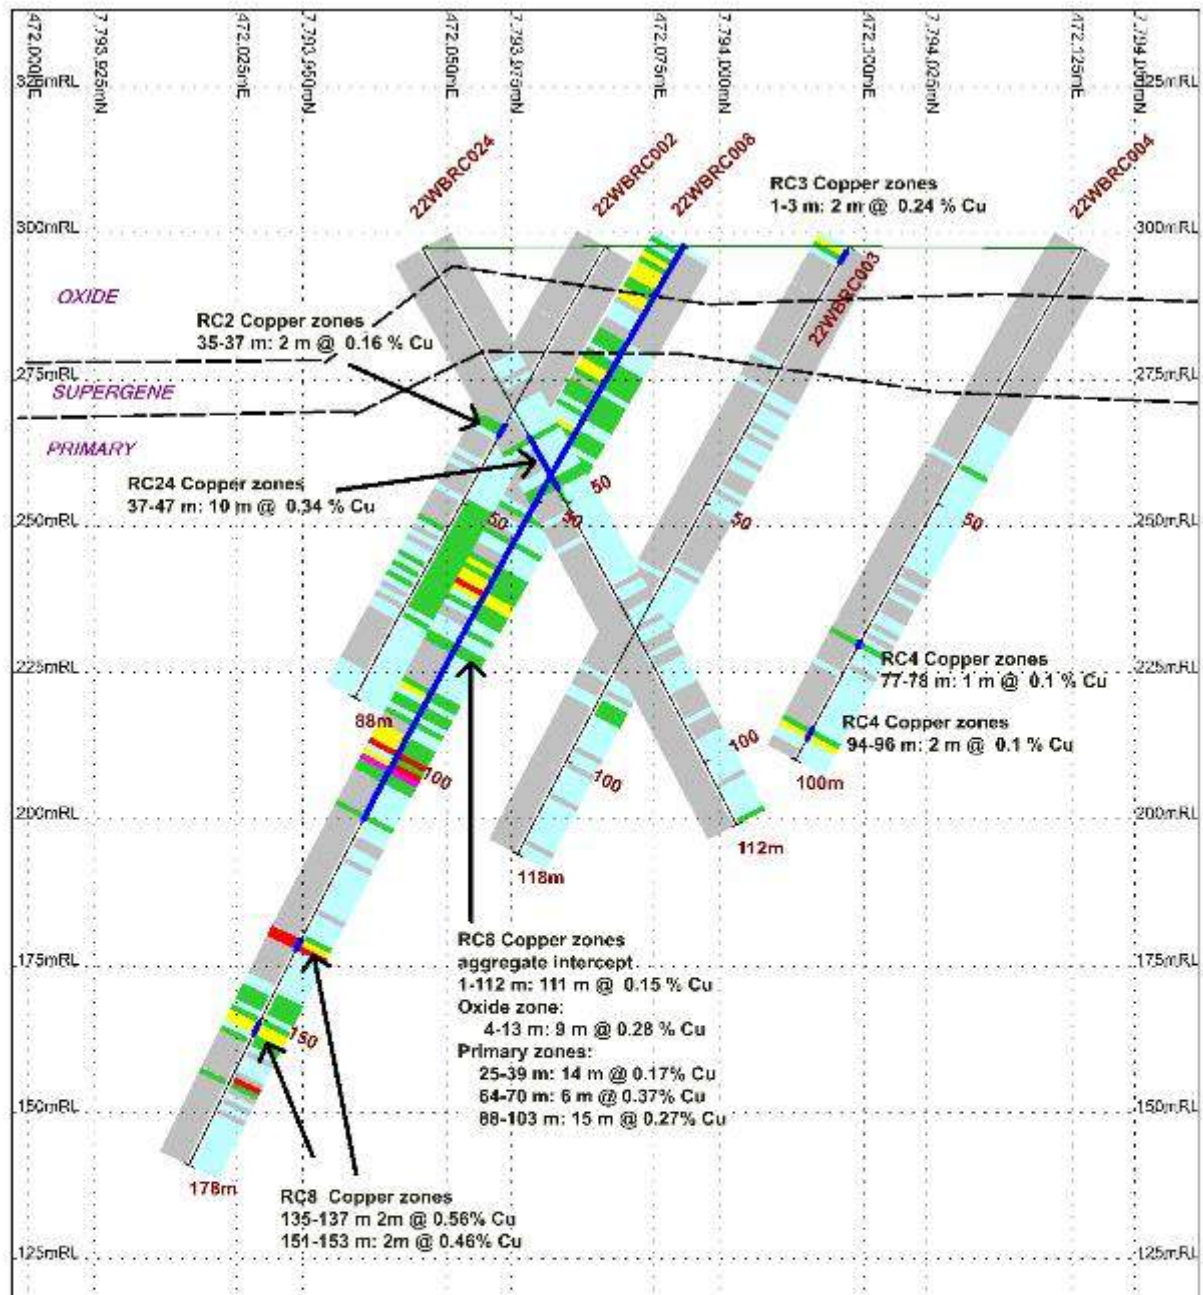 472.000mE
7.793.925mN
472.025mE
7.793.950mN
472.050mE
7.793.975mN
472.075mE
7.794.000mN
472.100mE
7.794.025mN
472.125mE
7.794.050mN
325mRL
325mRL
22WBRC024
22WBRC002
22WBRC008
22WBRC004
RC3 Copper zones
1-3 m: 2 m @ 0.24 % Cu
300mRL
300mRL
22WBRC003
OXIDE
RC2 Copper zones
35-37 m: 2 m @ 0.16 % Cu
275mRL
275mRL
SUPERGENE
PRIMARY
RC24 Copper zones
37-47 m: 10 m @ 0.34 % Cu
50
50
50
50
50
250mRL
250mRL
225mRL
225mRL
RC4 Copper zones
77-78 m: 1 m @ 0.1 % Cu
88m
RC4 Copper zones
94-96 m: 2 m @ 0.1 % Cu
100
100
100
100m
200mRL
200mRL
112m
118m
RC8 Copper zones
aggregate intercept
1-112 m: 111 m @ 0.15 % Cu
Oxide zone:
4-13 m: 9 m @ 0.28 % Cu
Primary zones:
25-39 m: 14 m @ 0.17% Cu
64-70 m: 6 m @ 0.37% Cu
88-103 m: 15 m @ 0.27% Cu
175mRL
175mRL
150
150mRL
150mRL
178m
RC8 Copper zones
135-137 m 2m @ 0.56% Cu
151-153 m: 2m @ 0.46% Cu
125mRL
125mRL